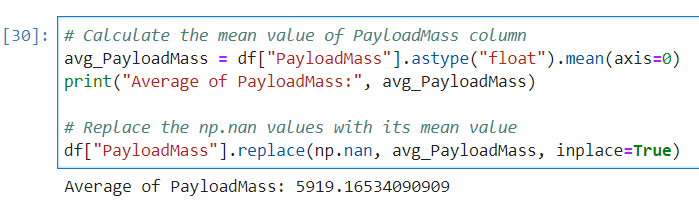 [30]: # Calculate the mean value of PayloadMass column
avg_PayloadMass = df["PayloadMass"].astype("float").mean(axis=0)
print("Average of PayloadMass:", avg_PayloadMass)
# Replace the np.nan values with its mean value
df["PayloadMass"].replace(np.nan, avg_PayloadMass, inplace=True)
Average of PayloadMass: 5919.16534090909